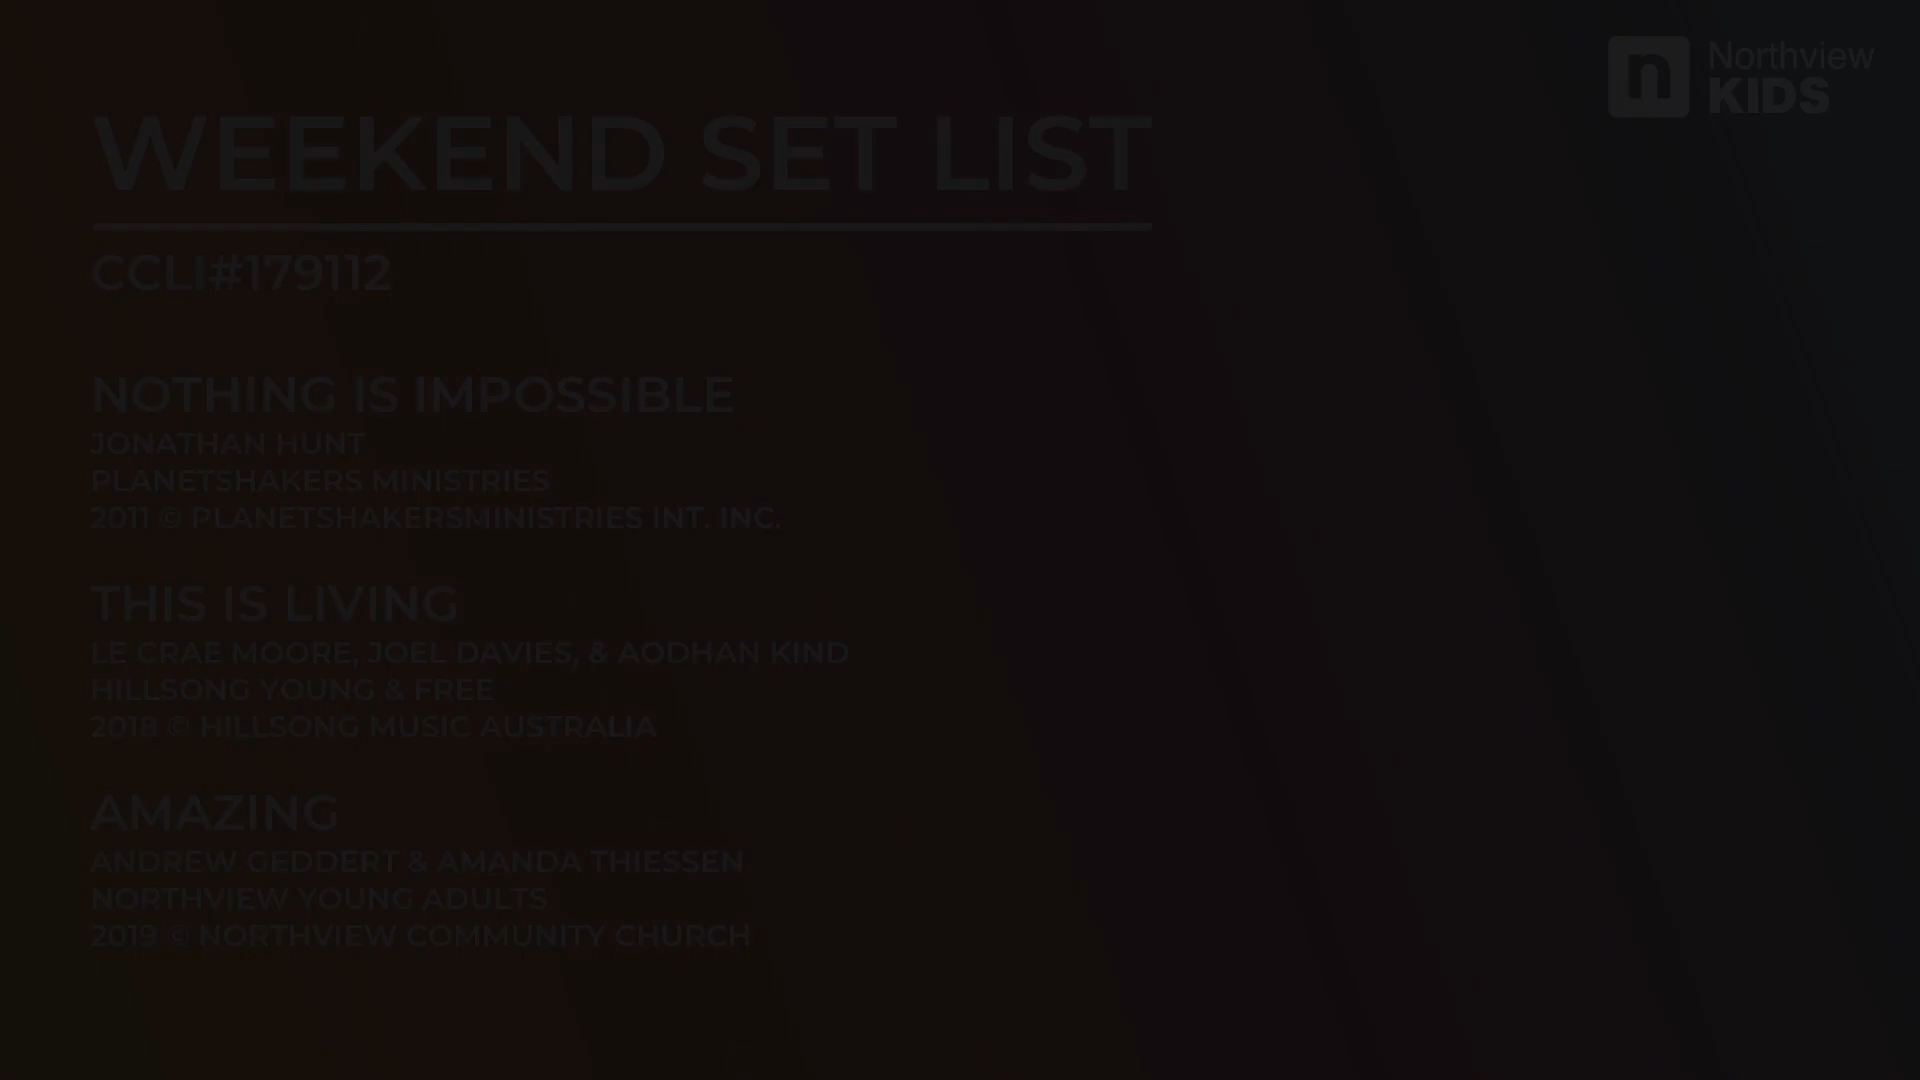 Northview
KIDS
WEEKEND SET LIST
CCLI#179112
NOTHING IS IMPOSSIBLE
JONATHAN HUNT
PLANETSHAKERS MINISTRIES
2011 © PLANETSHAKERSMINISTRIES INT. INC.
THIS IS LIVING
LE CRAE MOORE, JOEL DAVIES, & AODHAN KIND
HILLSONG YOUNG & FREE
2018 © HILLSONG MUSIC AUSTRALIA
AMAZING
ANDREW GEDDERT & AMANDA THIESSEN
NORTHVIEW YOUNG ADULTS
2019 © NORTHVIEW COMMUNITY CHURCH